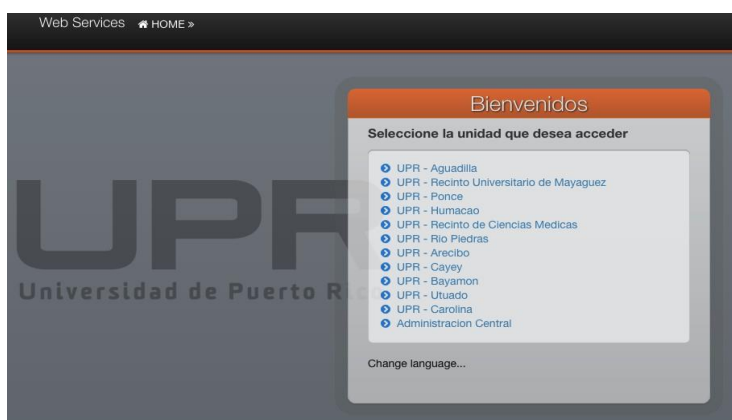 Web Services HOME »
Bienvenidos
Seleccione la unidad que desea acceder
UPR - Aguadilla
UPR - Recinto Universitario de Mayaguez
UPR - Ponce
UPR - Humacao
UPR - Recinto de Ciencias Medicas
UPR - Rio Piedras
UPR - Arecibo
UPR - Cayey
UPR - Bayamon
UPR - Utuado
UPR - Carolina
Administracion Central
Change language...
UPR
Universidad de Puerto Rico